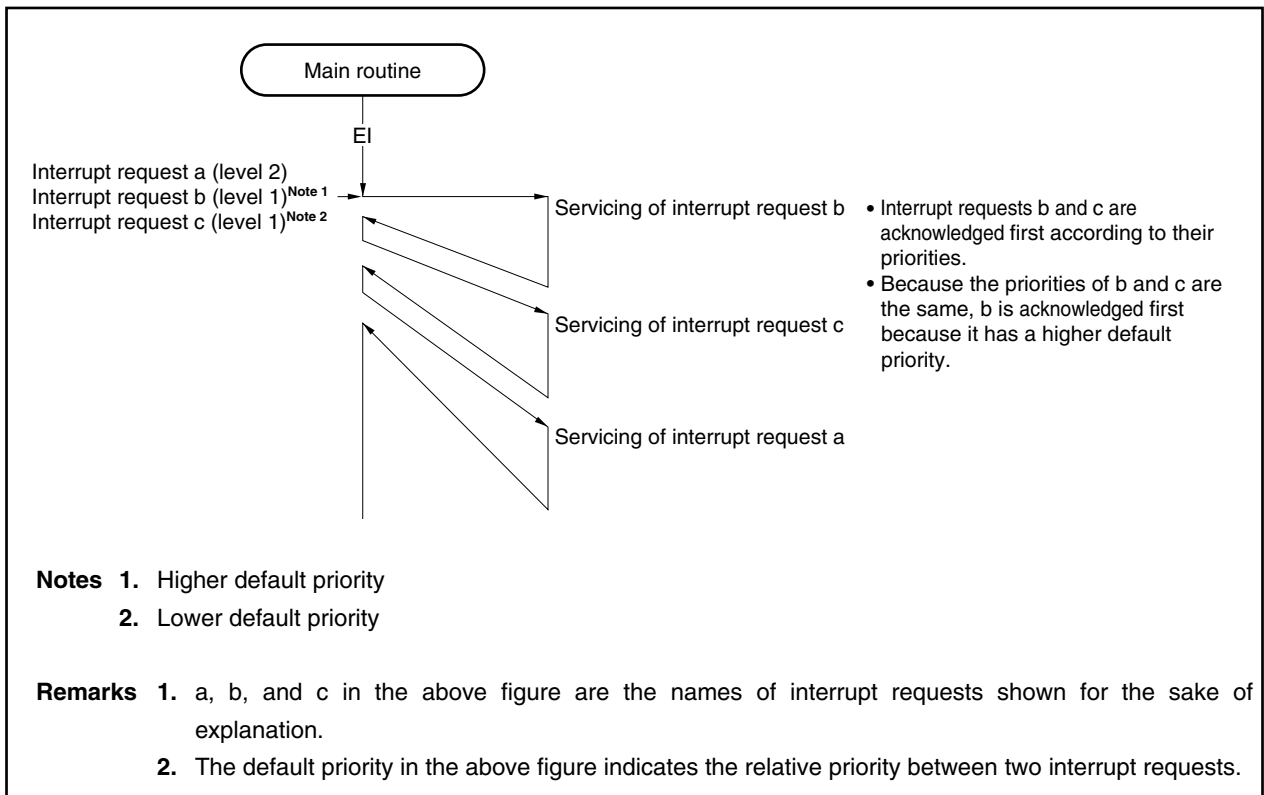 Main routine
EI
Interrupt request a (level 2)
Interrupt request b (level 1)Note 1
Interrupt request c (level 1)Note 2
Servicing of interrupt request b
• Interrupt requests b and c are
acknowledged first according to their
priorities.
• Because the priorities of b and c are
the same, b is acknowledged first
because it has a higher default
priority.
Servicing of interrupt request c
Servicing of interrupt request a
Notes 1. Higher default priority
2. Lower default priority
Remarks 1. a, b, and c in the above figure are the names of interrupt requests shown for the sake of
explanation.
2. The default priority in the above figure indicates the relative priority between two interrupt requests.